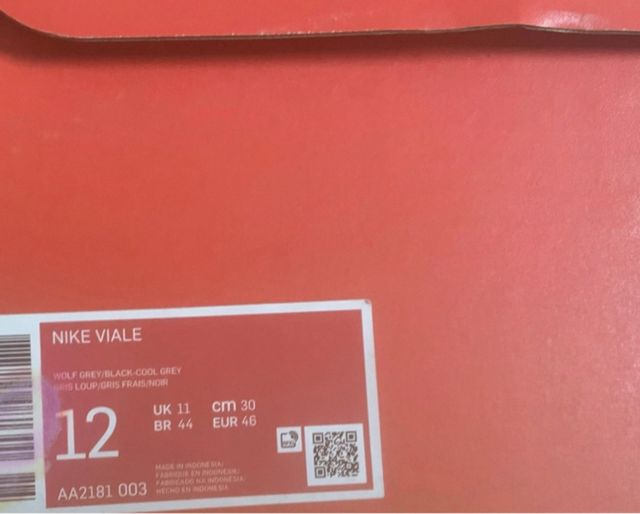 NIKE VIALE
WOLF GREY/BLACK-COOL GREY
GRIS LOUP/GRIS FRAIS/NOIR
12
UK 11 cm 30
BR 44 EUR 46
AA2181 003
MADE IN INDONESIA/
FABRIQUE EN INDONESIE/
FABRICADO NA INDONESIA/
HECHO EN INDONESIA